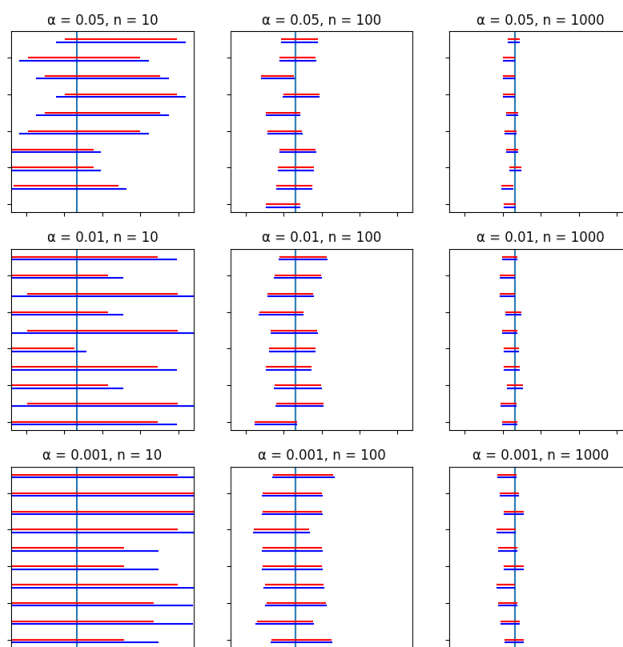 α = 0.05, n = 10
α = 0.05, n = 100
α = 0.05, n = 1000
α = 0.01, n = 10
α = 0.01, n = 100
α = 0.01, n = 1000
α = 0.001, n = 10
α = 0.001, n = 100
α = 0.001, n = 1000